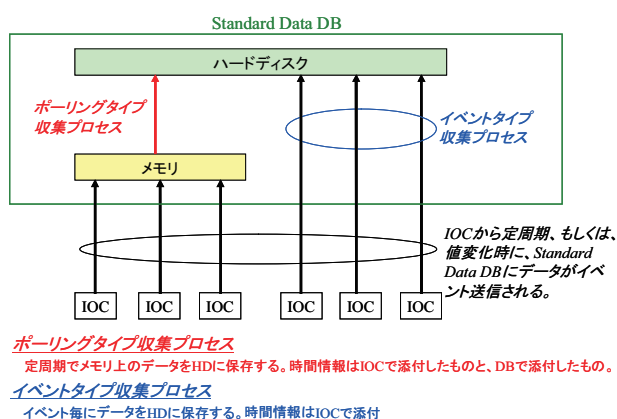 Standard Data DB
ハードディスク
ポーリングタイプ
収集プロセス
イベントタイプ
収集プロセス
メモリ
IOCから定周期、もしくは、
値変化時に、Standard
Data DBにデータがイベ
ント送信される。
IOC
IOC
IOC
IOC
IOC
IOC
ポーリングタイプ収集プロセス
定周期でメモリ上のデータをHDに保存する。時間情報はIOCで添付したものと、DBで添付したもの。
イベントタイプ収集プロセス
イベント毎にデータをHDに保存する。時間情報はIOCで添付